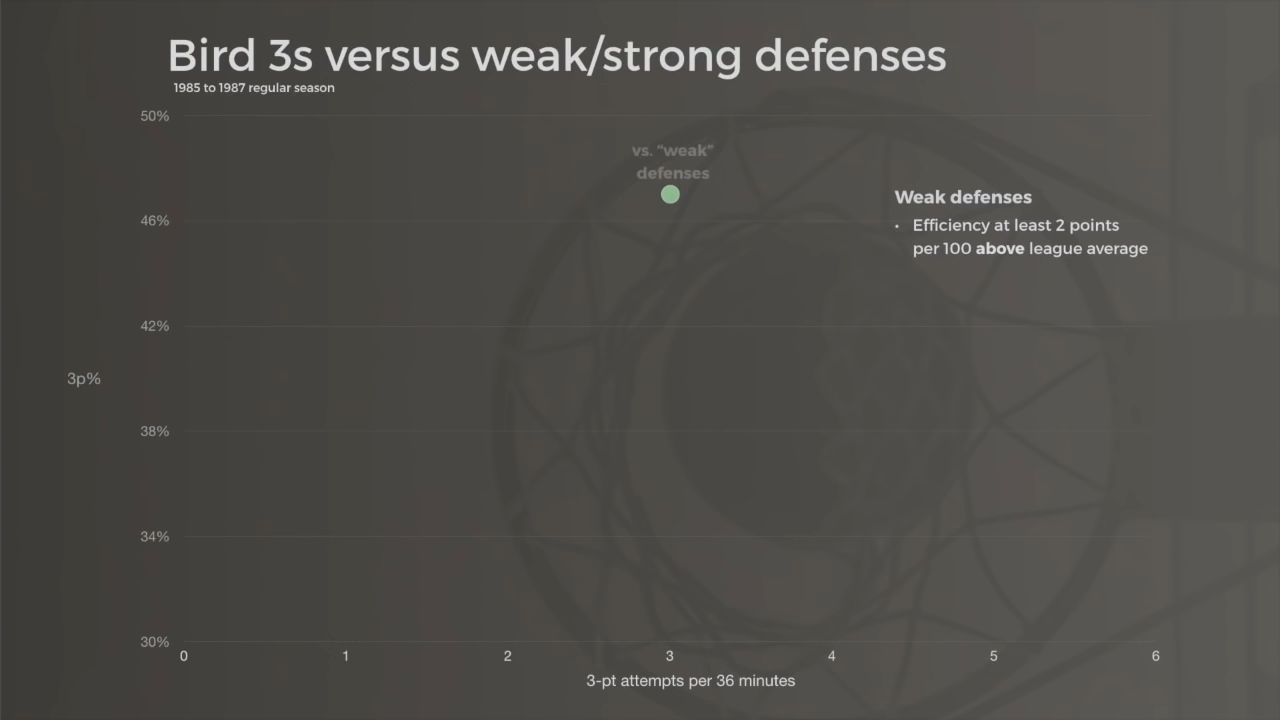 Bird 3s versus weak/strong defenses
1985 to 1987 regular season
50%
vs. "weak"
defenses
Weak defenses
• Efficiency at least 2 points
per 100 above league average
46%
42%
3p%
38%
34%
30%
0 1 2 3 4 5 6
3-pt attempts per 36 minutes